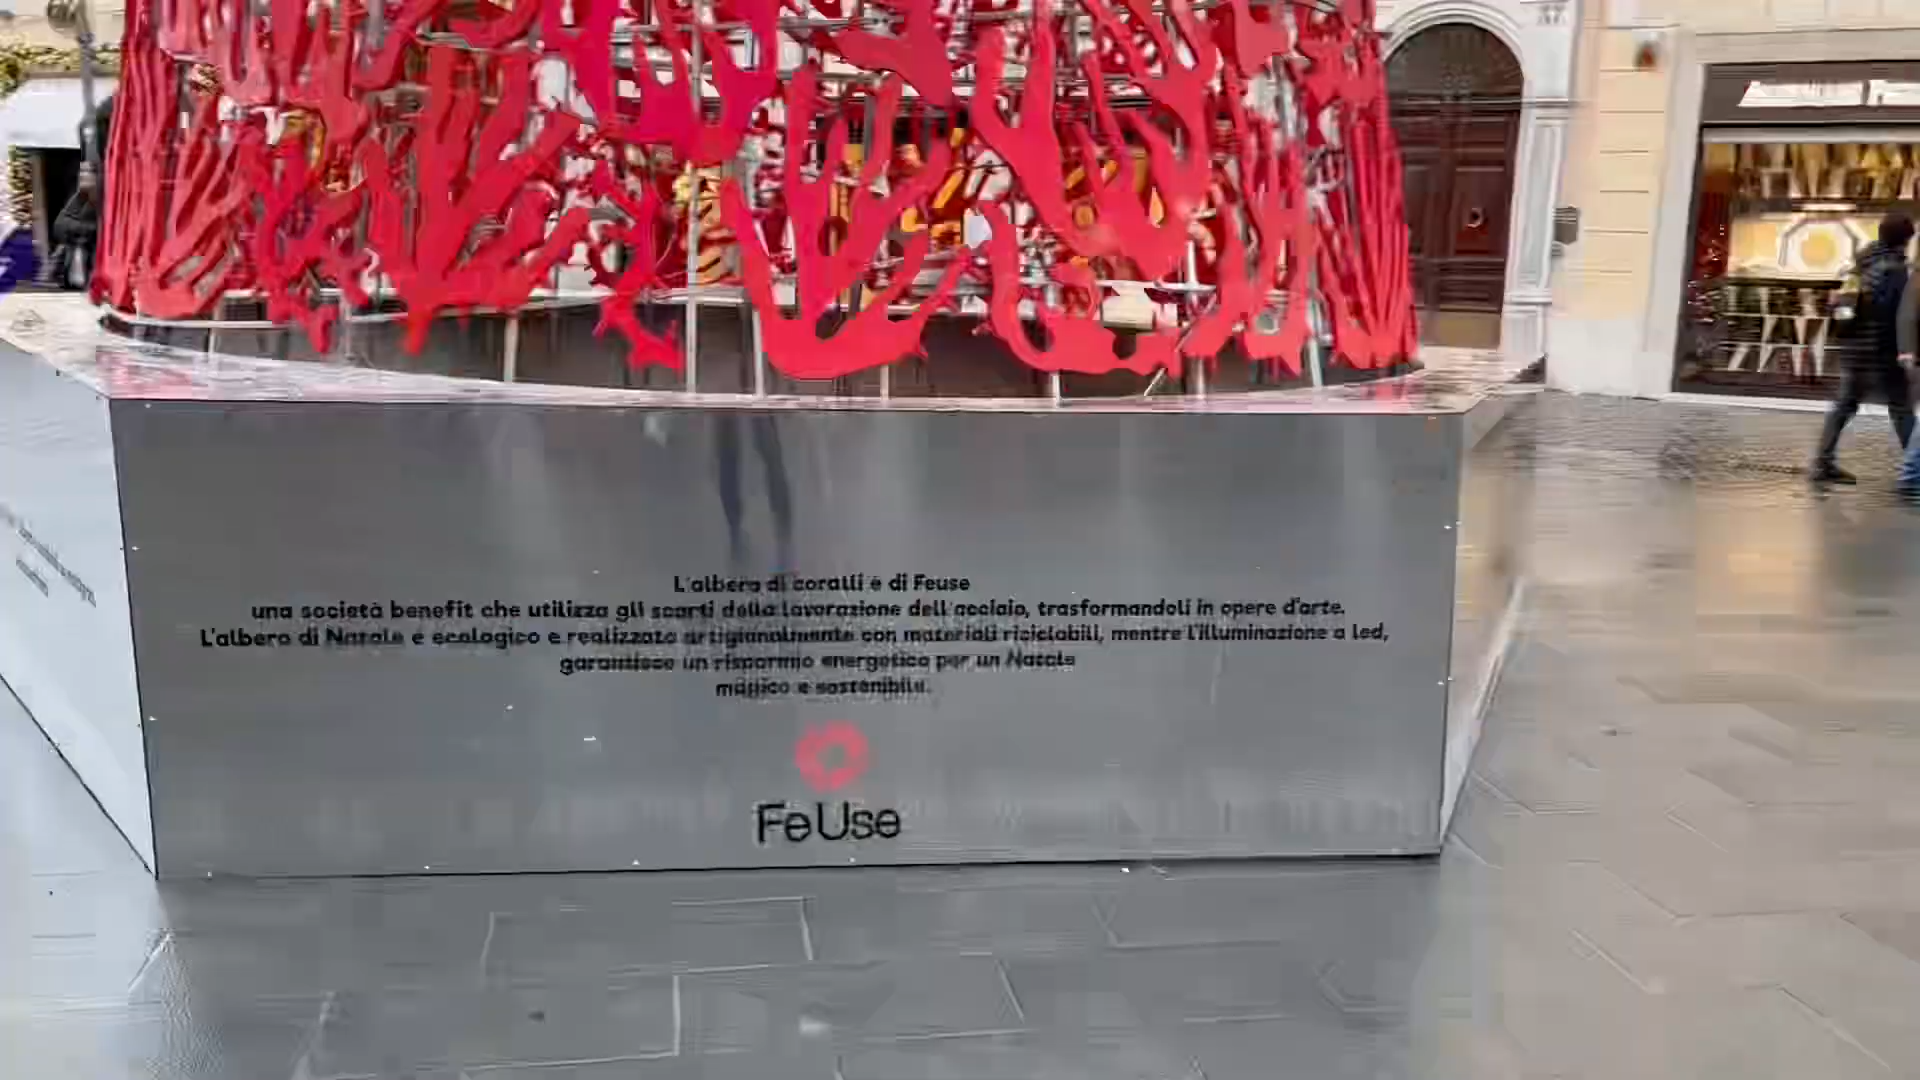 L'albero di coralli è di Feuse
una società benefit che utilizza gli scarti della lavorazione dell'acciaio, trasformandoli in opere d'arte.
L'albero di Natale è ecologico e realizzato artigianalmente con materiali riciclabili, mentre l'illuminazione a led,
garantisce un risparmio energetico per un Natale
magico e sostenibile.
FeUse